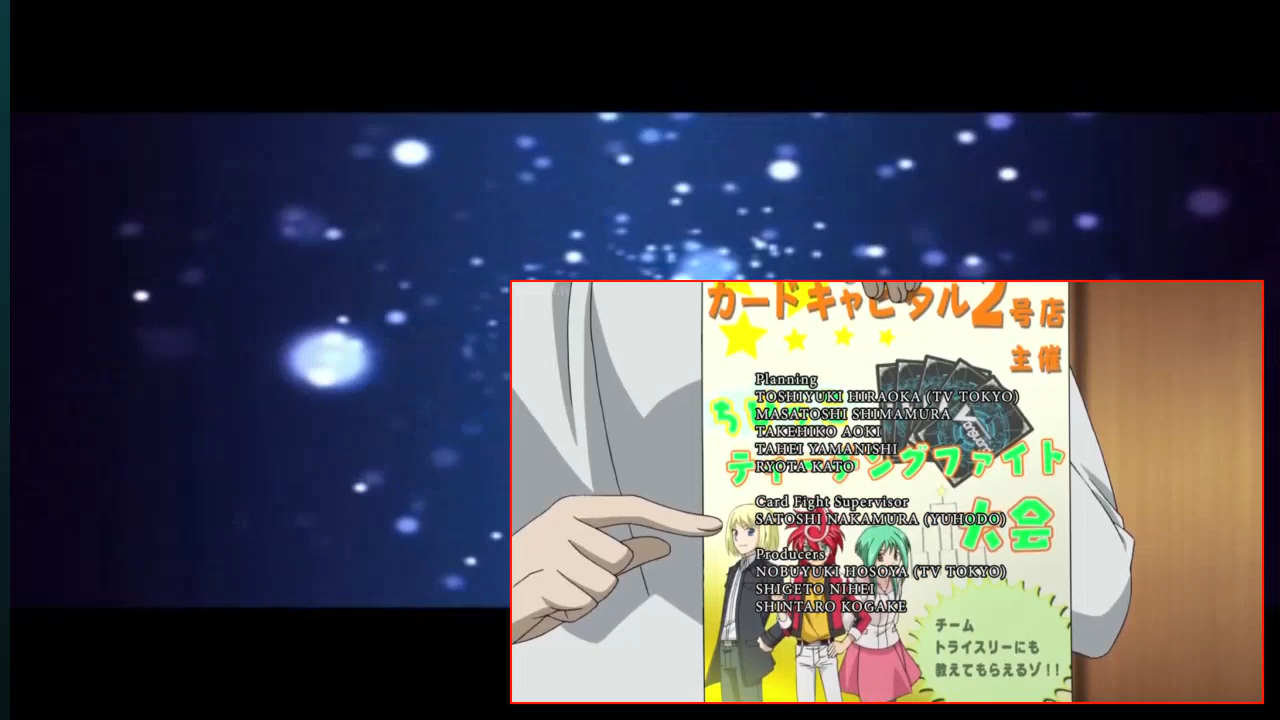 カードキャピタル2号店
主催
Vanguard
ティーチングファイト
大会
Planning
TOSHIYUKI HIRAOKA (TV TOKYO)
MASATOSHI SHIMAMURA
TAKEHIKO AOKI
TAHEI YAMANISHI
RYOTA KATO
Card Fight Supervisor
SATOSHI NAKAMURA (YUHODO)
Producers
NOBUYUKI HOSOYA (TV TOKYO)
SHIGETO NIHEI
SHINTARO KOGAKE
チーム
トライスリーにも
教えてもらえるゾ!!